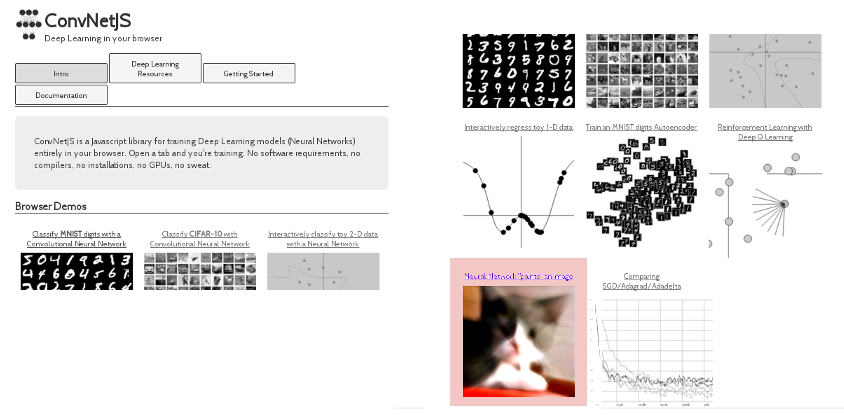 ConvNetJS
Deep Learning in your browser
Intro
Deep Learning
Resources
Getting Started
Documentation
ConvNetJS is a Javascript library for training Deep Learning models (Neural Networks)
entirely in your browser. Open a tab and you're training. No software requirements, no
compilers, no installations, no GPUs, no sweat.
Browser Demos
Classify MNIST digits with a
Convolutional Neural Network
Classify CIFAR-10 with
Convolutional Neural Network
Interactively classify toy 2-D data
with a Neural Network
Interactively regress toy 1-D data
Train an MNIST digits Autoencoder
Reinforcement Learning with
Deep Q Learning
Neural Network "paints" an image
Comparing
SGD/Adagrad/Adadelta